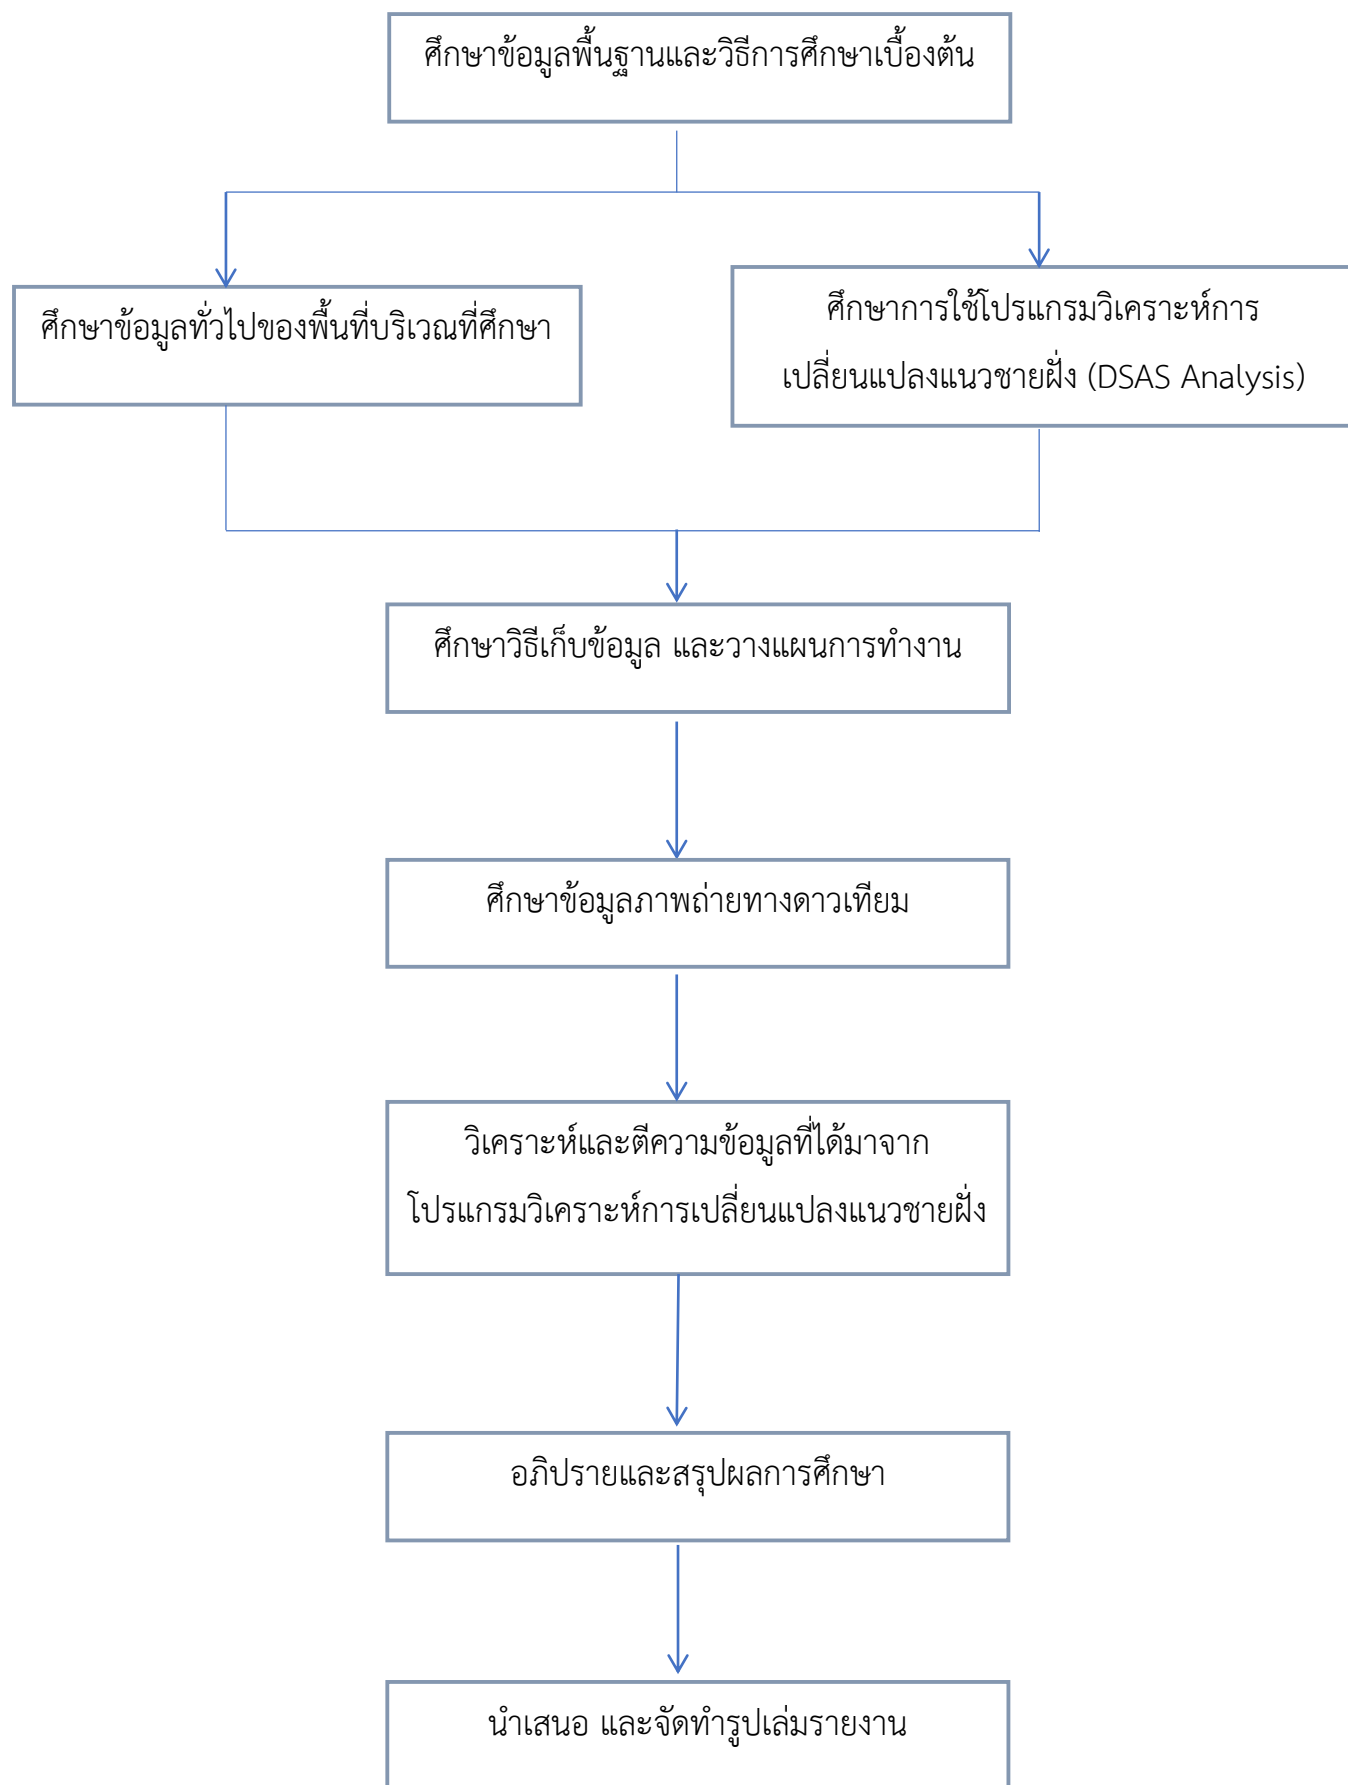 ศึกษาข้อมูลพื้นฐานและวิธีการศึกษาเบื้องต้น
ศึกษาข้อมูลทั่วไปของพื้นที่บริเวณที่ศึกษา
ศึกษาการใช้โปรแกรมวิเคราะห์การ
เปลี่ยนแปลงแนวชายฝั่ง (DSAS Analysis)
ศึกษาวิธีเก็บข้อมูล และวางแผนการทำงาน
ศึกษาข้อมูลภาพถ่ายทางดาวเทียม
วิเคราะห์และตีความข้อมูลที่ได้มาจาก
โปรแกรมวิเคราะห์การเปลี่ยนแปลงแนวชายฝั่ง
อภิปรายและสรุปผลการศึกษา
นำเสนอ และจัดทำรูปเล่มรายงาน